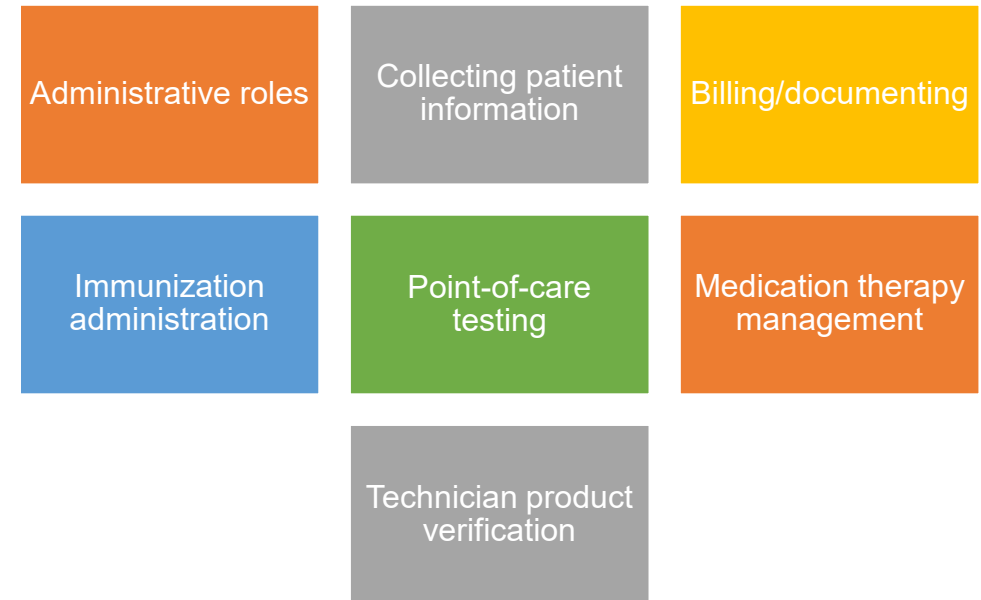 Administrative roles
Collecting patient
information
Billing/documenting
Immunization
administration
Point-of-care
testing
Medication therapy
management
Technician product
verification